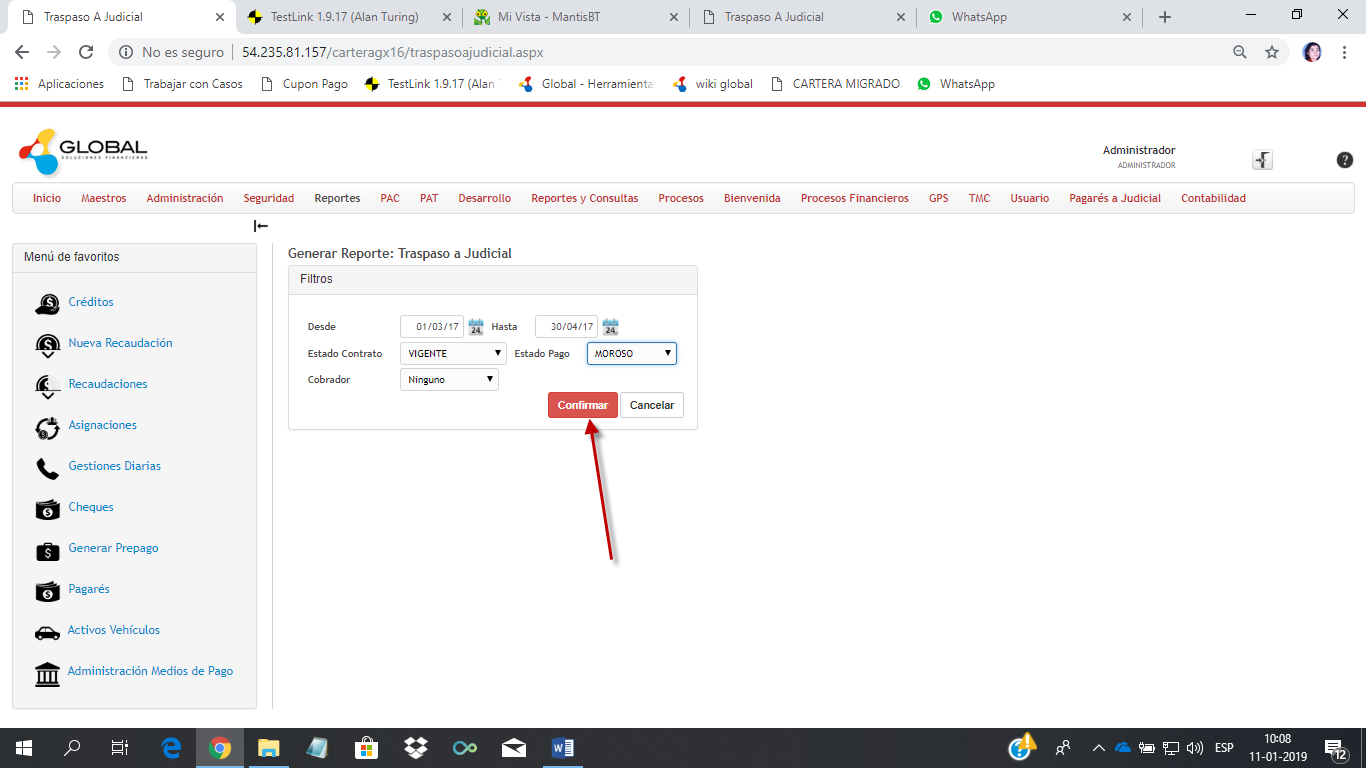 Traspaso A Judicial
TestLink 1.9.17 (Alan Turing)
Mi Vista - MantisBT
Traspaso A Judicial
WhatsApp
No es seguro | 54.235.81.157/carteragx16/traspasoajudicial.aspx
Aplicaciones
Trabajar con Casos
Cupon Pago
TestLink 1.9.17 (Alan
Global - Herramienta
wiki global
CARTERA MIGRADO
WhatsApp
GLOBAL
SOLUCIONES FINANCIERAS
Administrador
ADMINISTRADOR
Inicio Maestros Administración Seguridad Reportes PAC PAT Desarrollo Reportes y Consultas Procesos Bienvenida Procesos Financieros GPS TMC Usuario Pagarés a Judicial Contabilidad
Menú de favoritos
Créditos
Nueva Recaudación
Recaudaciones
Asignaciones
Gestiones Diarias
Cheques
Generar Prepago
Pagarés
Activos Vehículos
Administración Medios de Pago
Generar Reporte: Traspaso a Judicial
Filtros
Desde 01/03/17 24 Hasta 30/04/17 24
Estado Contrato VIGENTE Estado Pago MOROSO
Cobrador Ninguno
Confirmar Cancelar
ESP
10:08
11-01-2019
12